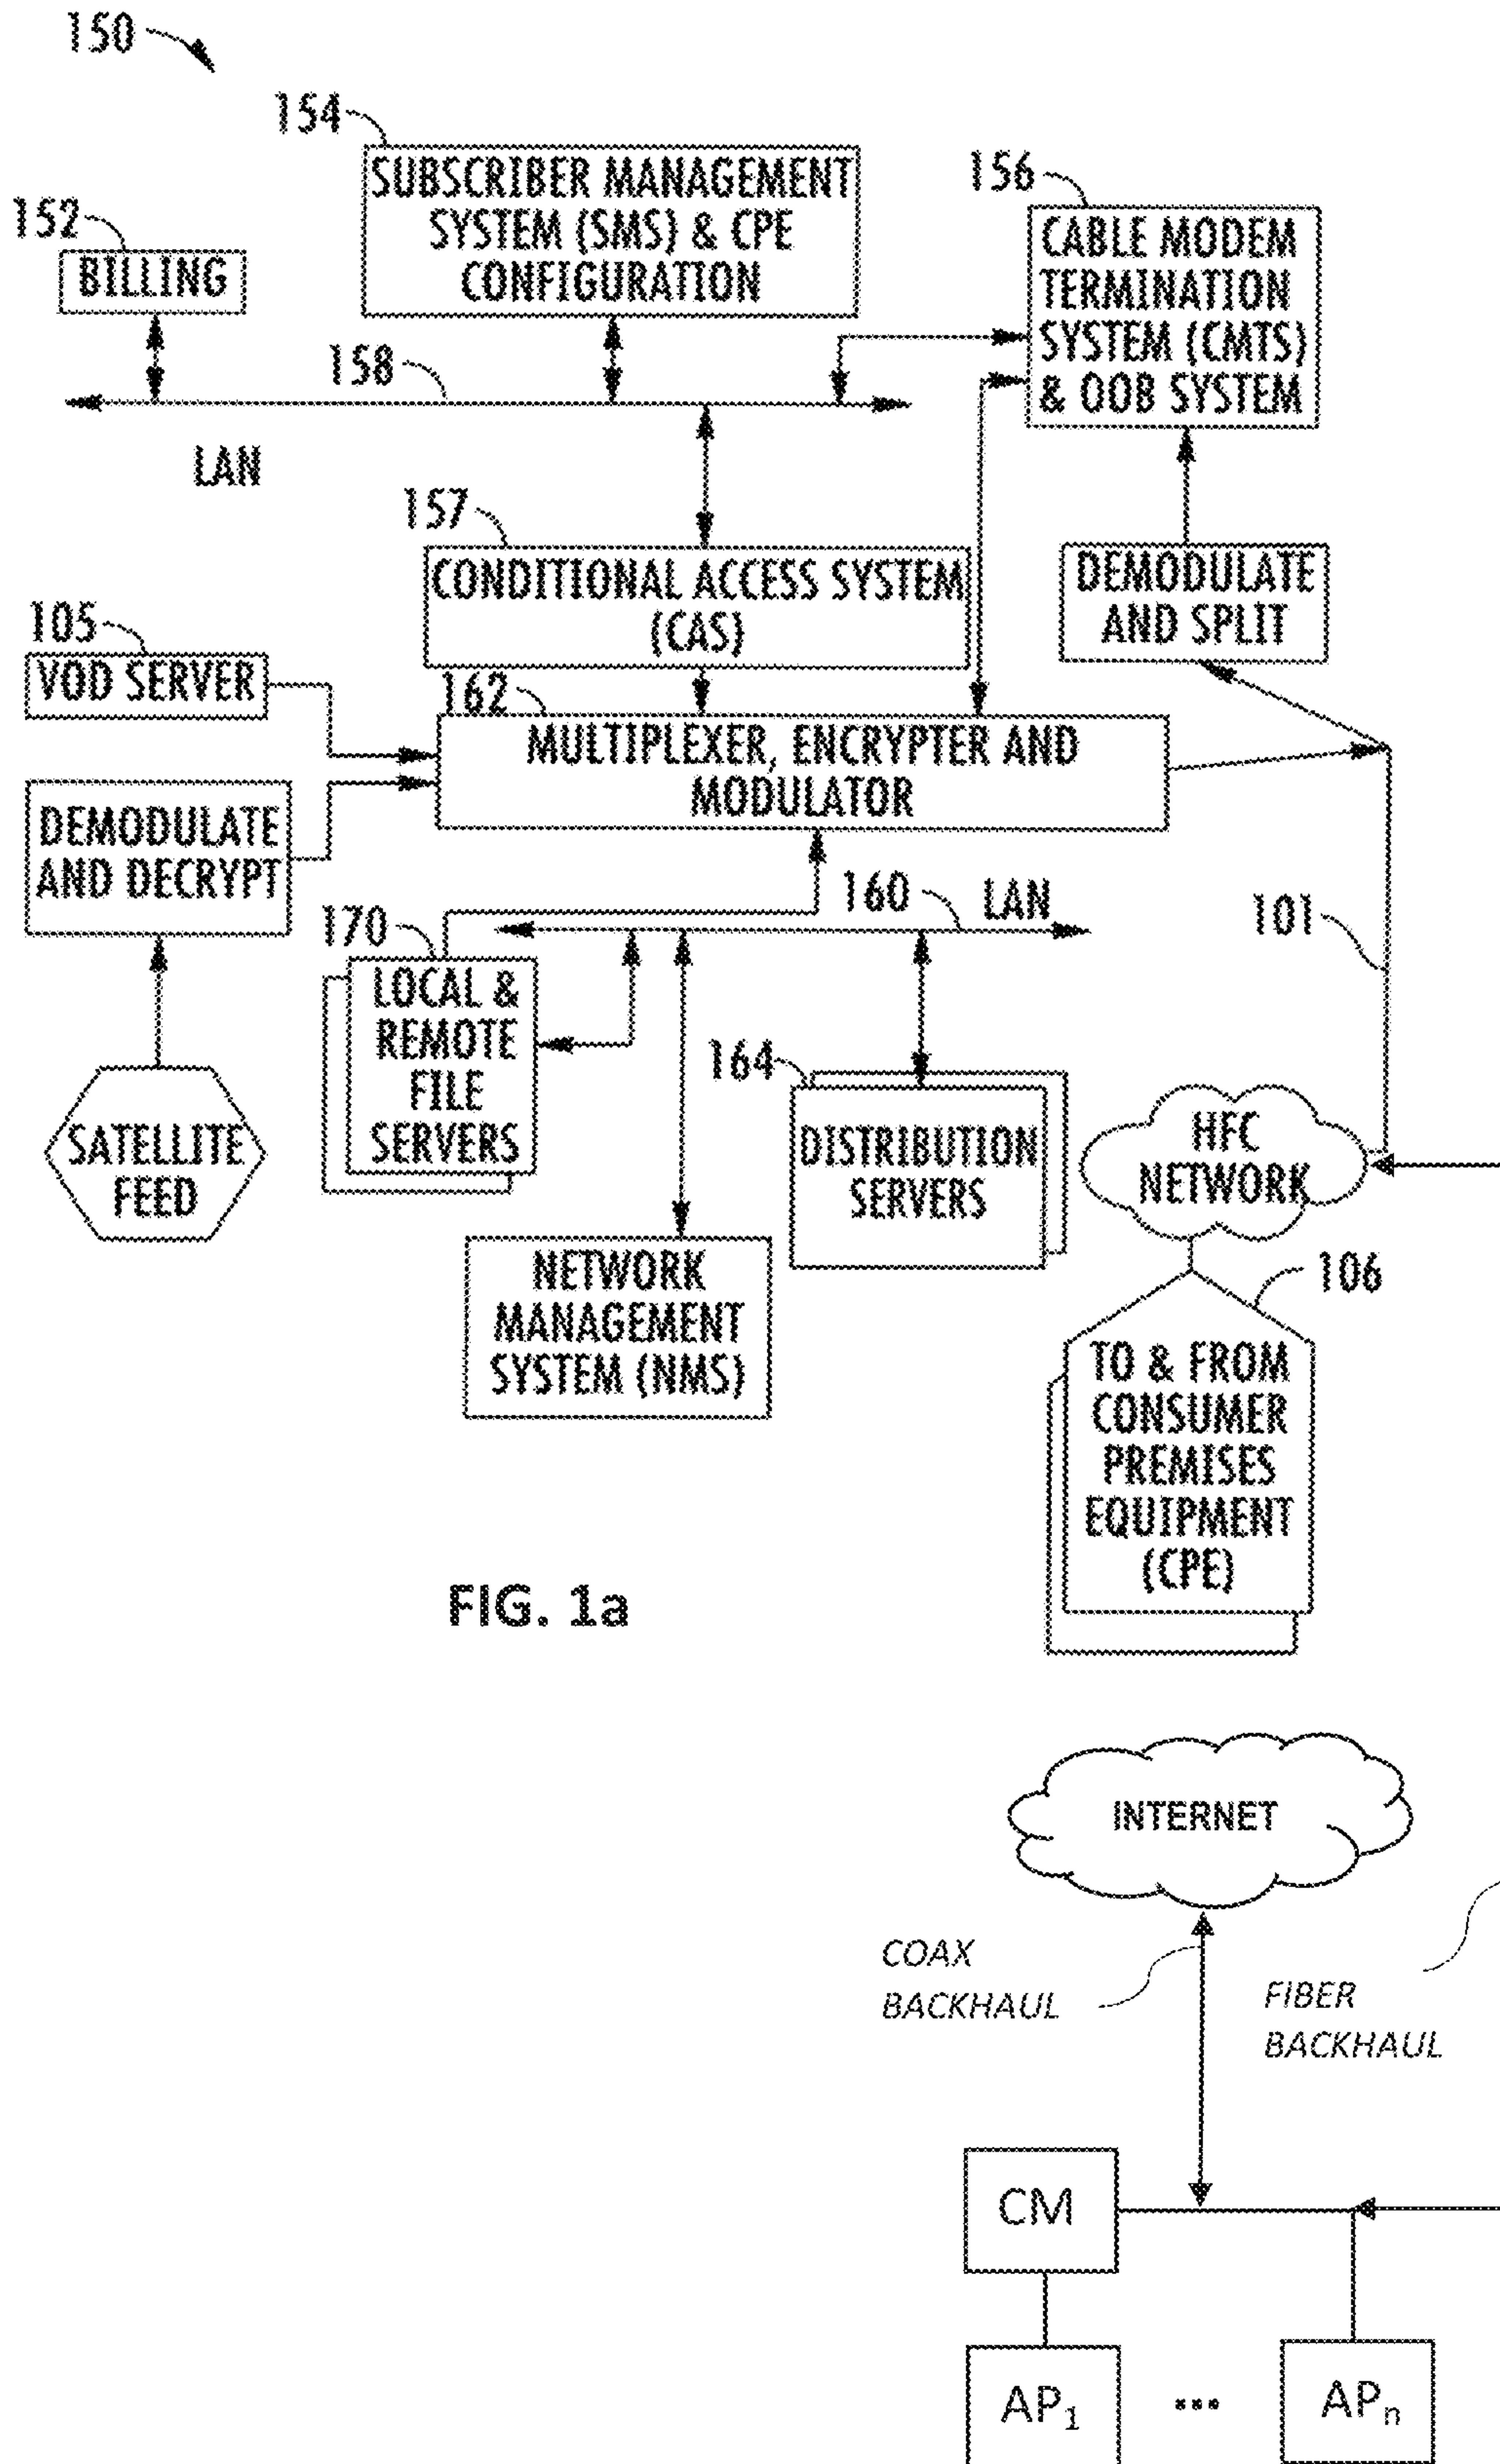 150
154
SUBSCRIBER MANAGEMENT
SYSTEM (SMS) & CPE
CONFIGURATION
156
CABLE MODEM
TERMINATION
SYSTEM (CMTS)
& OOB SYSTEM
152
BILLING
158
LAN
157
CONDITIONAL ACCESS SYSTEM
(CAS)
DEMODULATE
AND SPLIT
105
VOD SERVER
162
MULTIPLEXER, ENCRYPTER AND
MODULATOR
DEMODULATE
AND DECRYPT
160
LAN
101
170
LOCAL &
REMOTE
FILE
SERVERS
164
DISTRIBUTION
SERVERS
HFC
NETWORK
SATELLITE
FEED
NETWORK
MANAGEMENT
SYSTEM (NMS)
106
TO & FROM
CONSUMER
PREMISES
EQUIPMENT
(CPE)
FIG. 1a
INTERNET
COAX
BACKHAUL
FIBER
BACKHAUL
CM
AP1
...
APn